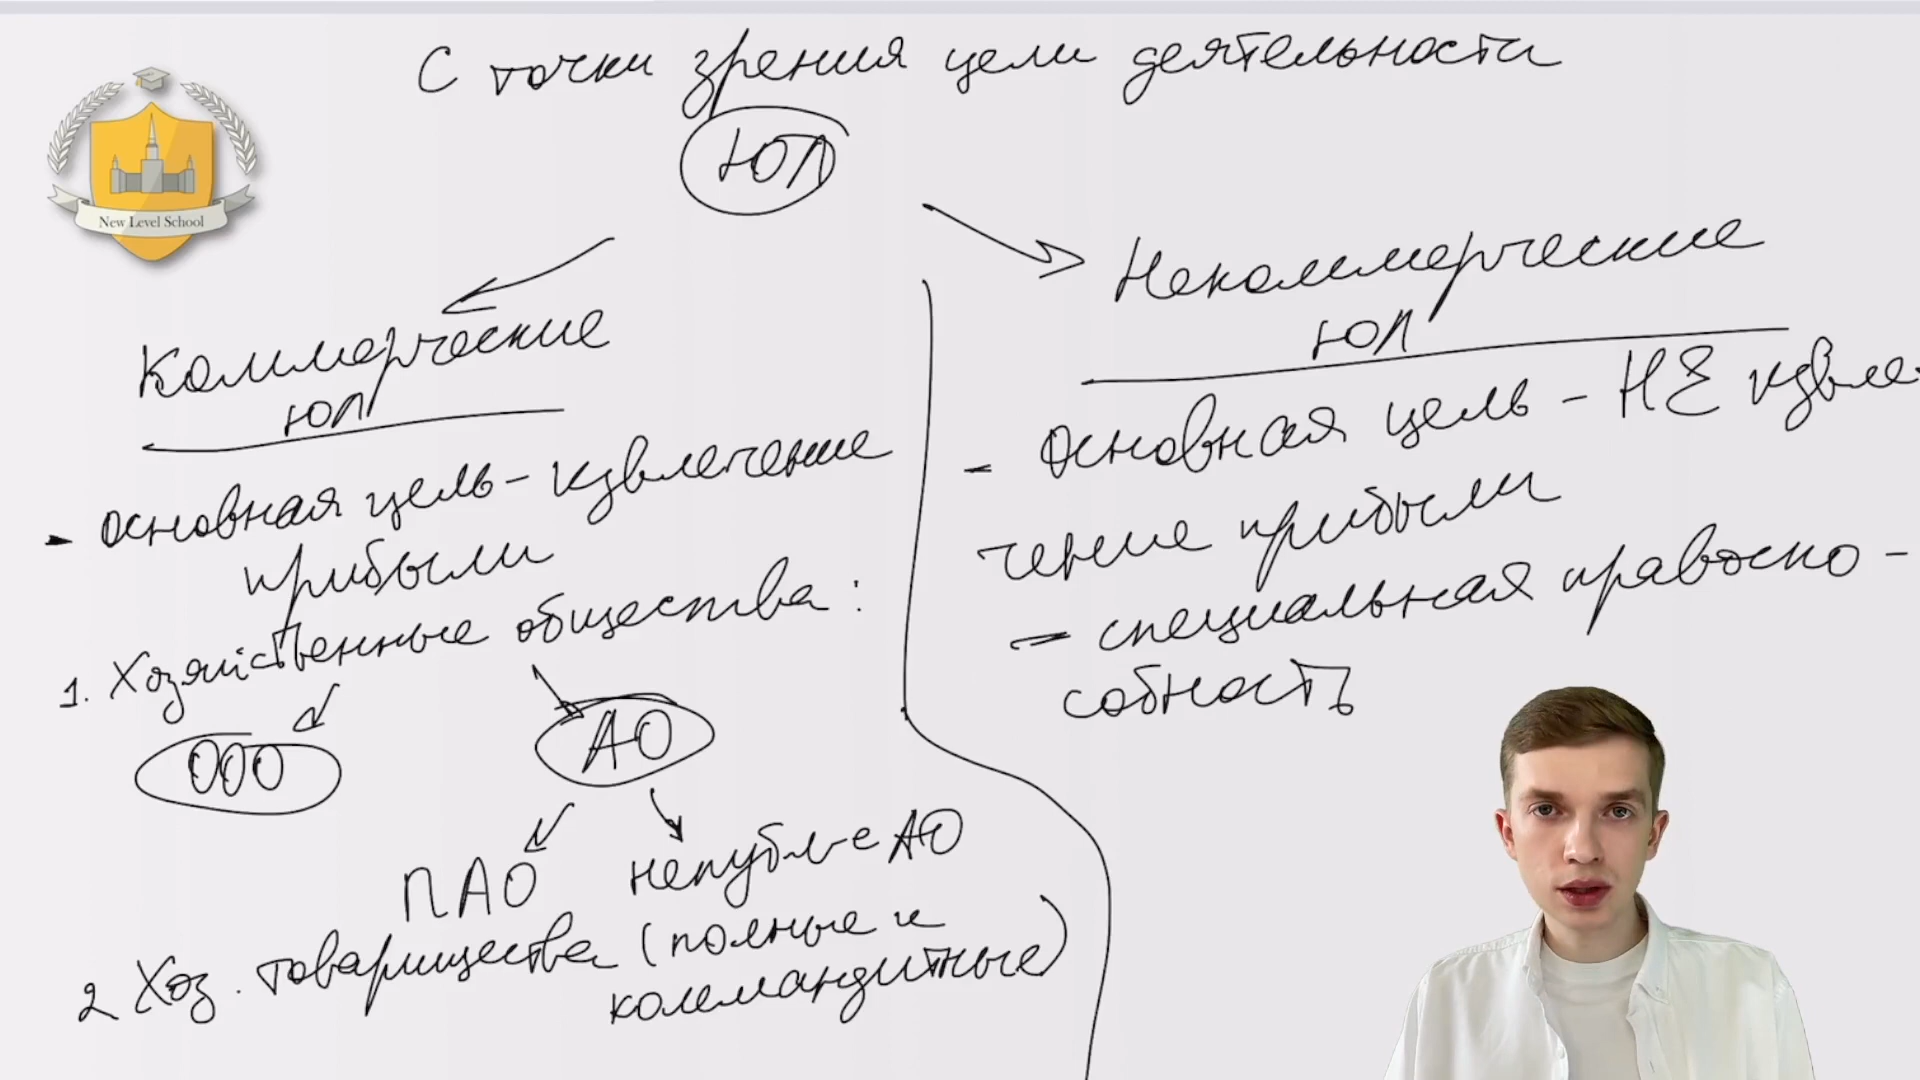 С точки зрения цели деятельности
ЮЛ
New Level School
Коммерческие
ЮЛ
- основная цель - извлечение
прибыли
1. Хозяйственные общества:
ООО
АО
ПАО
непубл-е АО
2 Хоз. товарищества (полные и
коммандитные)
Некоммерческие
ЮЛ
- основная цель - НЕ извле-
чение прибыли
- специальная правоспо-
собность